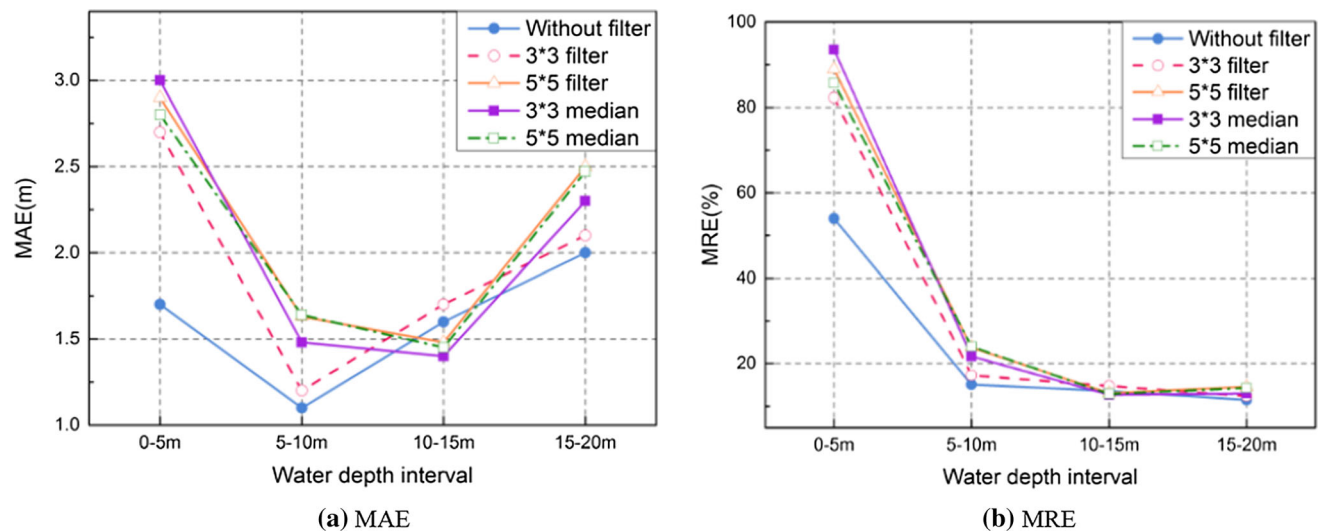 MAE(m)
3.0
2.5
2.0
1.5
1.0
0-5m
5-10m
10-15m
15-20m
Water depth interval
Without filter
3*3 filter
5*5 filter
3*3 median
5*5 median
(a) MAE
MRE(%)
100
80
60
40
20
0-5m
5-10m
10-15m
15-20m
Water depth interval
Without filter
3*3 filter
5*5 filter
3*3 median
5*5 median
(b) MRE